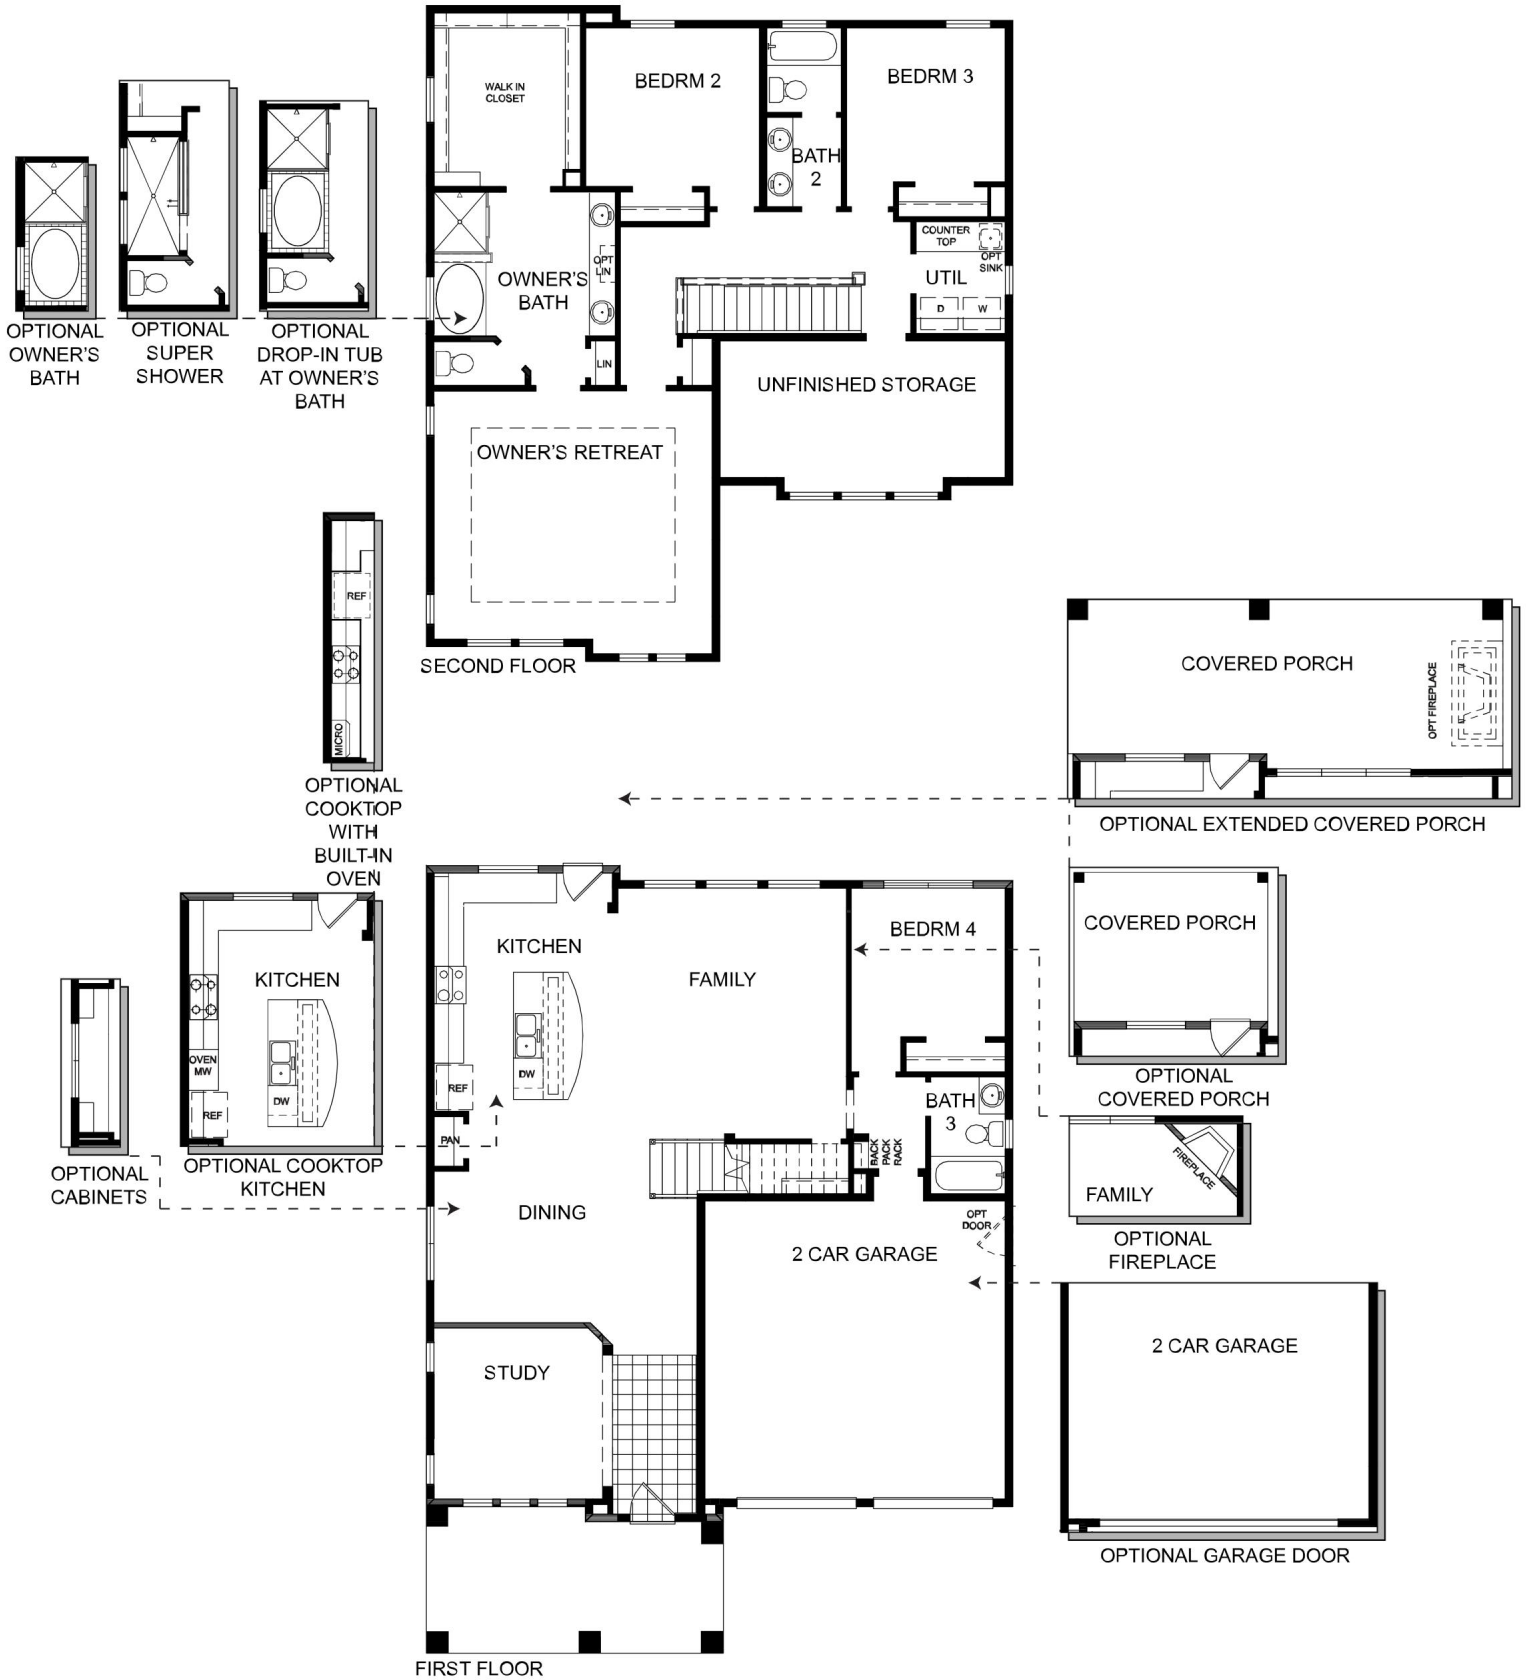 WALK IN
CLOSET
BEDRM 2
BEDRM 3
BATH
2
COUNTER
TOP
OPT
SINK
UTIL
D
W
OWNER'S
BATH
OPT
LIN
LIN
UNFINISHED STORAGE
OWNER'S RETREAT
SECOND FLOOR
OPTIONAL
OWNER'S
BATH
OPTIONAL
SUPER
SHOWER
OPTIONAL
DROP-IN TUB
AT OWNER'S
BATH
REF
MICRO
OPTIONAL
COOKTOP
WITH
BUILT-IN
OVEN
COVERED PORCH
OPT FIREPLACE
OPTIONAL EXTENDED COVERED PORCH
COVERED PORCH
OPTIONAL
COVERED PORCH
FIREPLACE
FAMILY
OPTIONAL
FIREPLACE
2 CAR GARAGE
OPTIONAL GARAGE DOOR
KITCHEN
OVEN
MW
REF
DW
OPTIONAL COOKTOP
KITCHEN
OPTIONAL
CABINETS
KITCHEN
FAMILY
BEDRM 4
DW
REF
PAN
BATH
3
BACK
PACK
RACK
DINING
OPT
DOOR
2 CAR GARAGE
STUDY
FIRST FLOOR